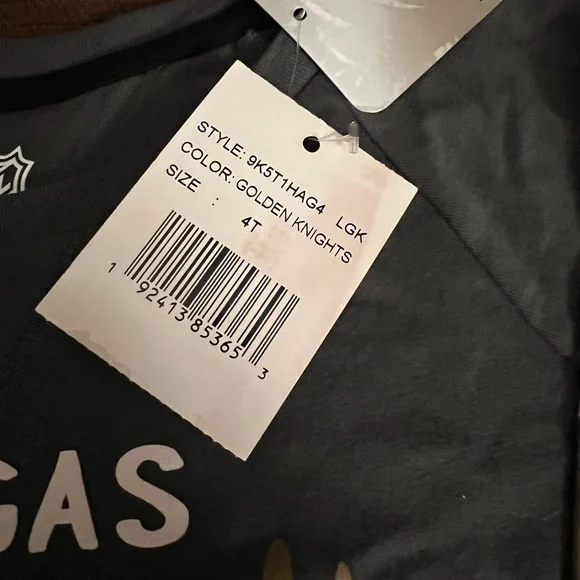 STYLE: 9K5T1HAG4 LGK
COLOR: GOLDEN KNIGHTS
SIZE : 4T
1 92413 85365 3
GAS